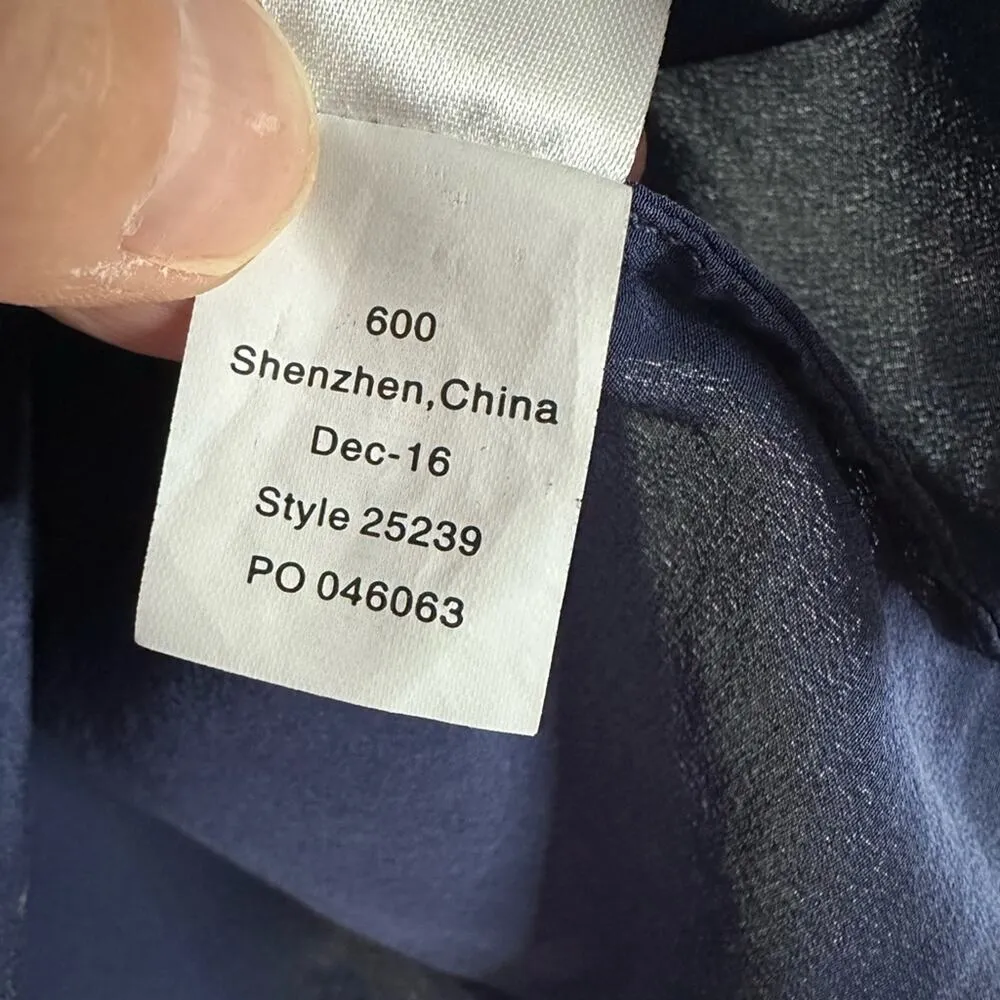 600
Shenzhen,China
Dec-16
Style 25239
PO 046063